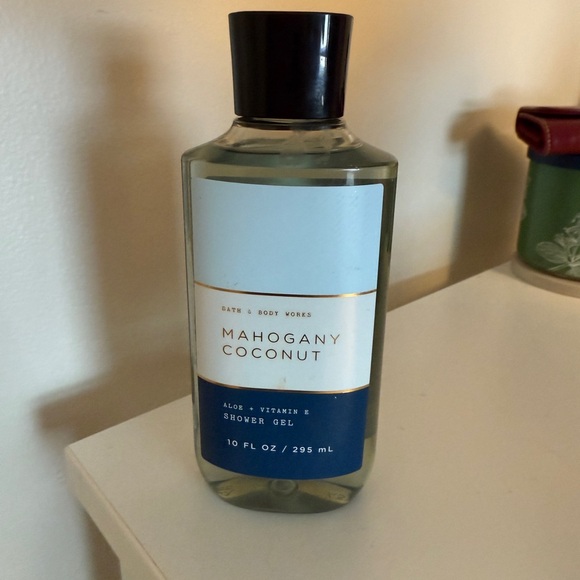 BATH & BODY WORKS
MAHOGANY
COCONUT
ALOE + VITAMIN E
SHOWER GEL
10 FL OZ / 295 mL